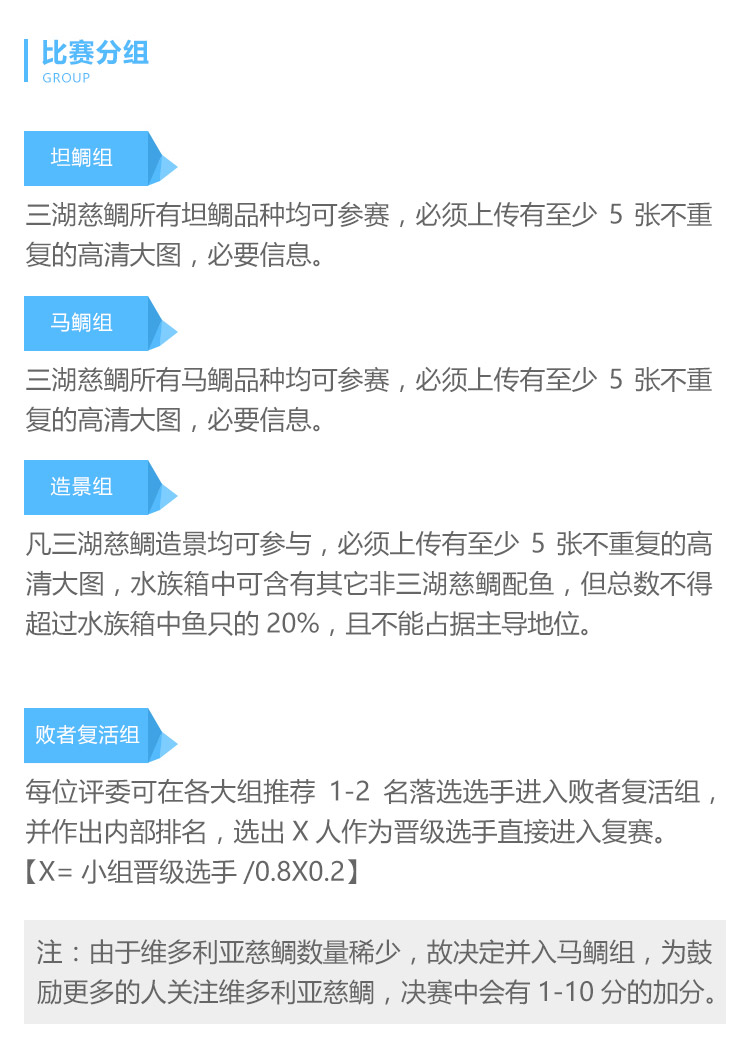 比赛分组
GROUP
坦鲷组
三湖慈鲷所有坦鲷品种均可参赛，必须上传有至少 5 张不重
复的高清大图，必要信息。
马鲷组
三湖慈鲷所有马鲷品种均可参赛，必须上传有至少 5 张不重
复的高清大图，必要信息。
造景组
凡三湖慈鲷造景均可参与，必须上传有至少 5 张不重复的高
清大图，水族箱中可含有其它非三湖慈鲷配鱼，但总数不得
超过水族箱中鱼只的 20%，且不能占据主导地位。
败者复活组
每位评委可在各大组推荐 1-2 名落选选手进入败者复活组，
并作出内部排名，选出 X 人作为晋级选手直接进入复赛。
【X= 小组晋级选手 /0.8X0.2】
注：由于维多利亚慈鲷数量稀少，故决定并入马鲷组，为鼓
励更多的人关注维多利亚慈鲷，决赛中会有 1-10 分的加分。